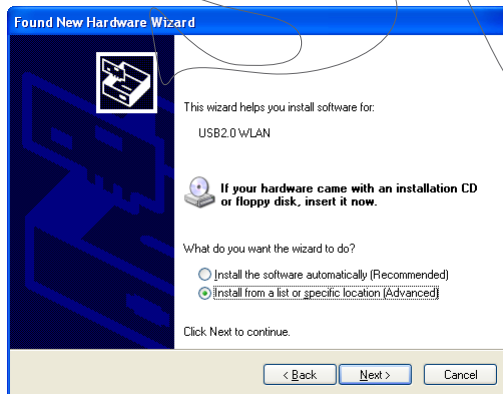 Found New Hardware Wizard
This wizard helps you install software for:
USB2.0 WLAN
If your hardware came with an installation CD
or floppy disk, insert it now.
What do you want the wizard to do?
Install the software automatically (Recommended)
Install from a list or specific location (Advanced)
Click Next to continue.
< Back Next > Cancel